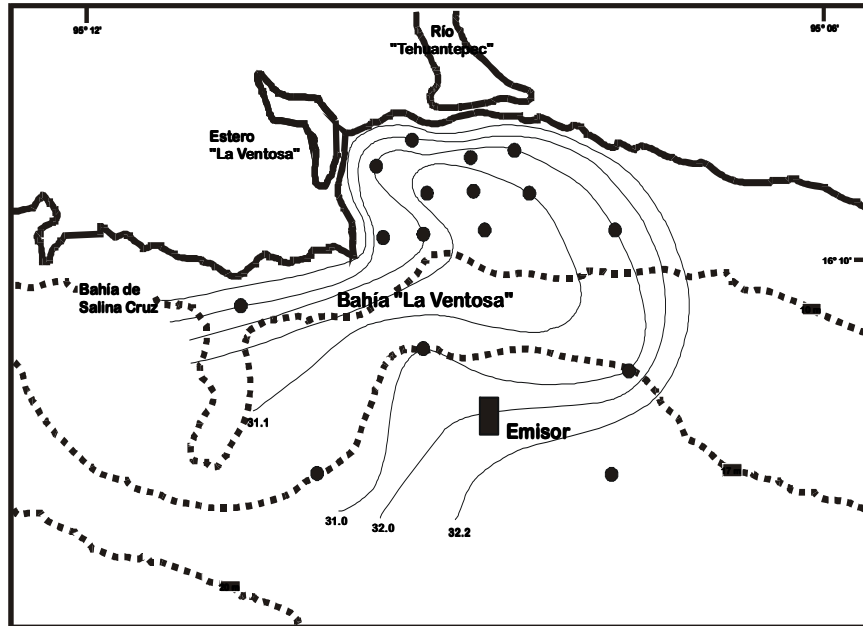 95° 12'
95° 08'
Río
"Tehuantepec"
Estero
"La Ventosa"
16° 10'
Bahía de
Salina Cruz
Bahía "La Ventosa"
31.1
Emisor
31.0
32.0
32.2